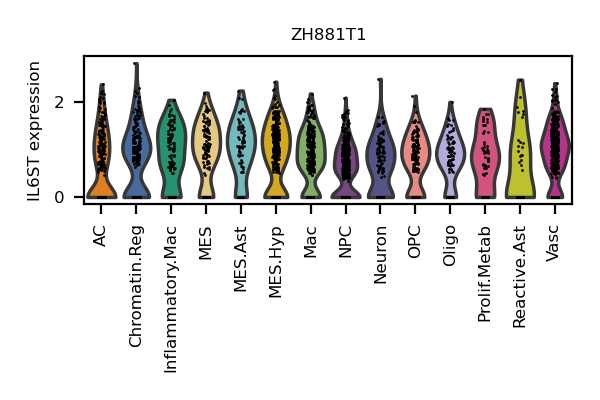 ZH881T1
IL6ST expression
2
0
AC
Chromatin.Reg
Inflammatory.Mac
MES
MES.Ast
MES.Hyp
Mac
NPC
Neuron
OPC
Oligo
Prolif.Metab
Reactive.Ast
Vasc